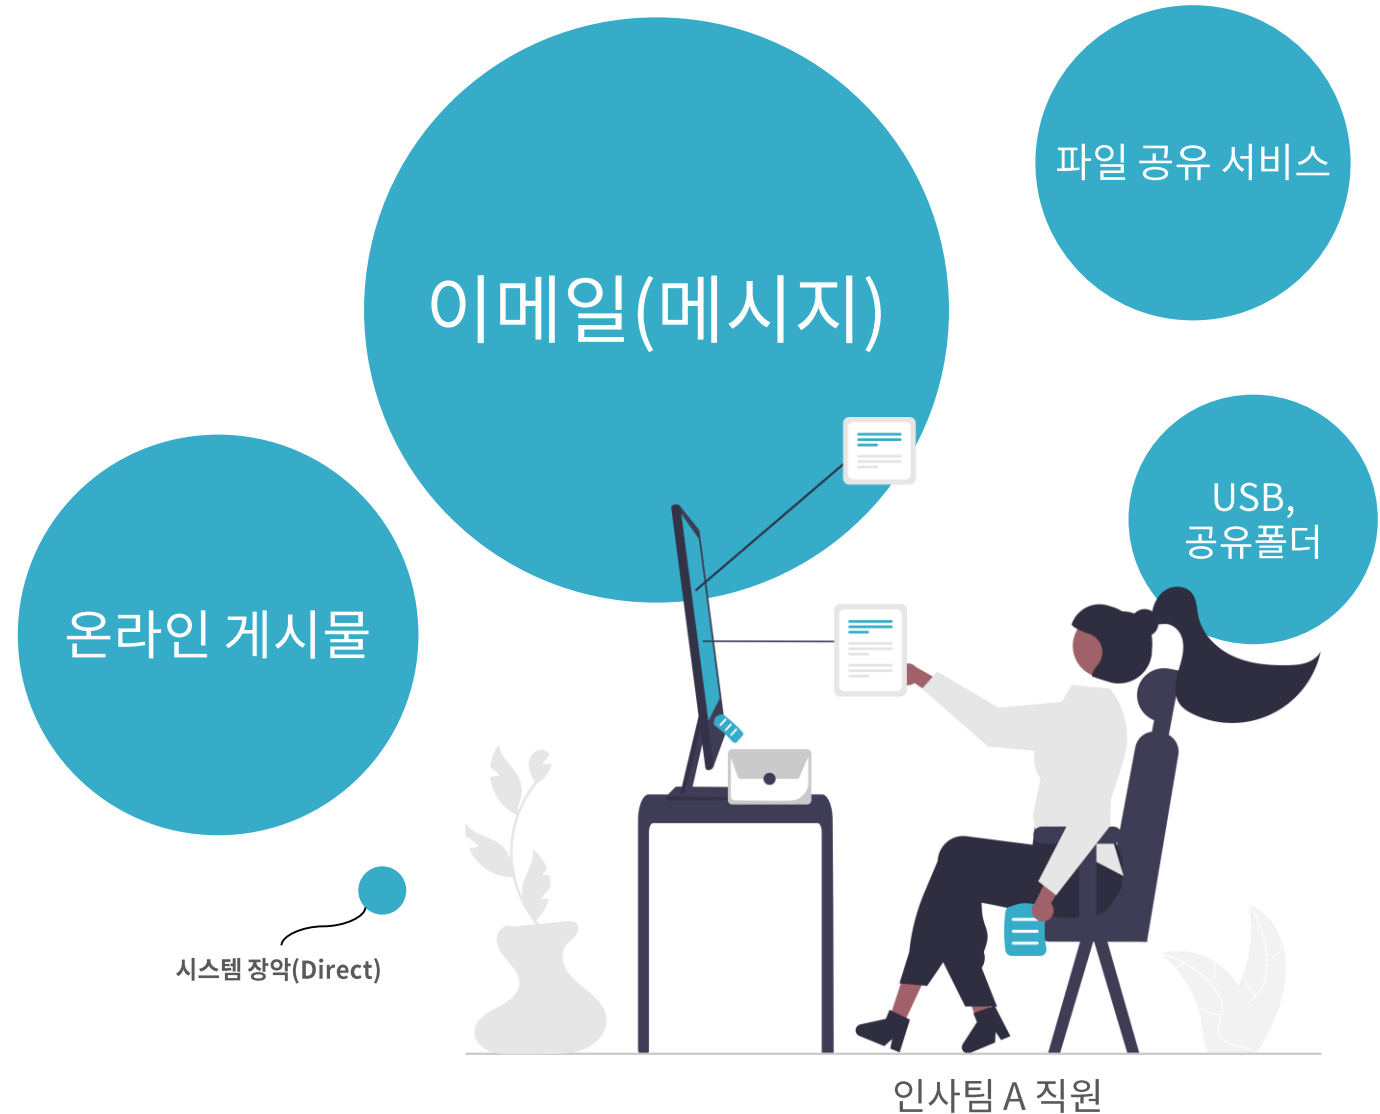 파일 공유 서비스
이메일(메시지)
USB,
공유폴더
온라인 게시물
시스템 장악(Direct)
인사팀 A 직원